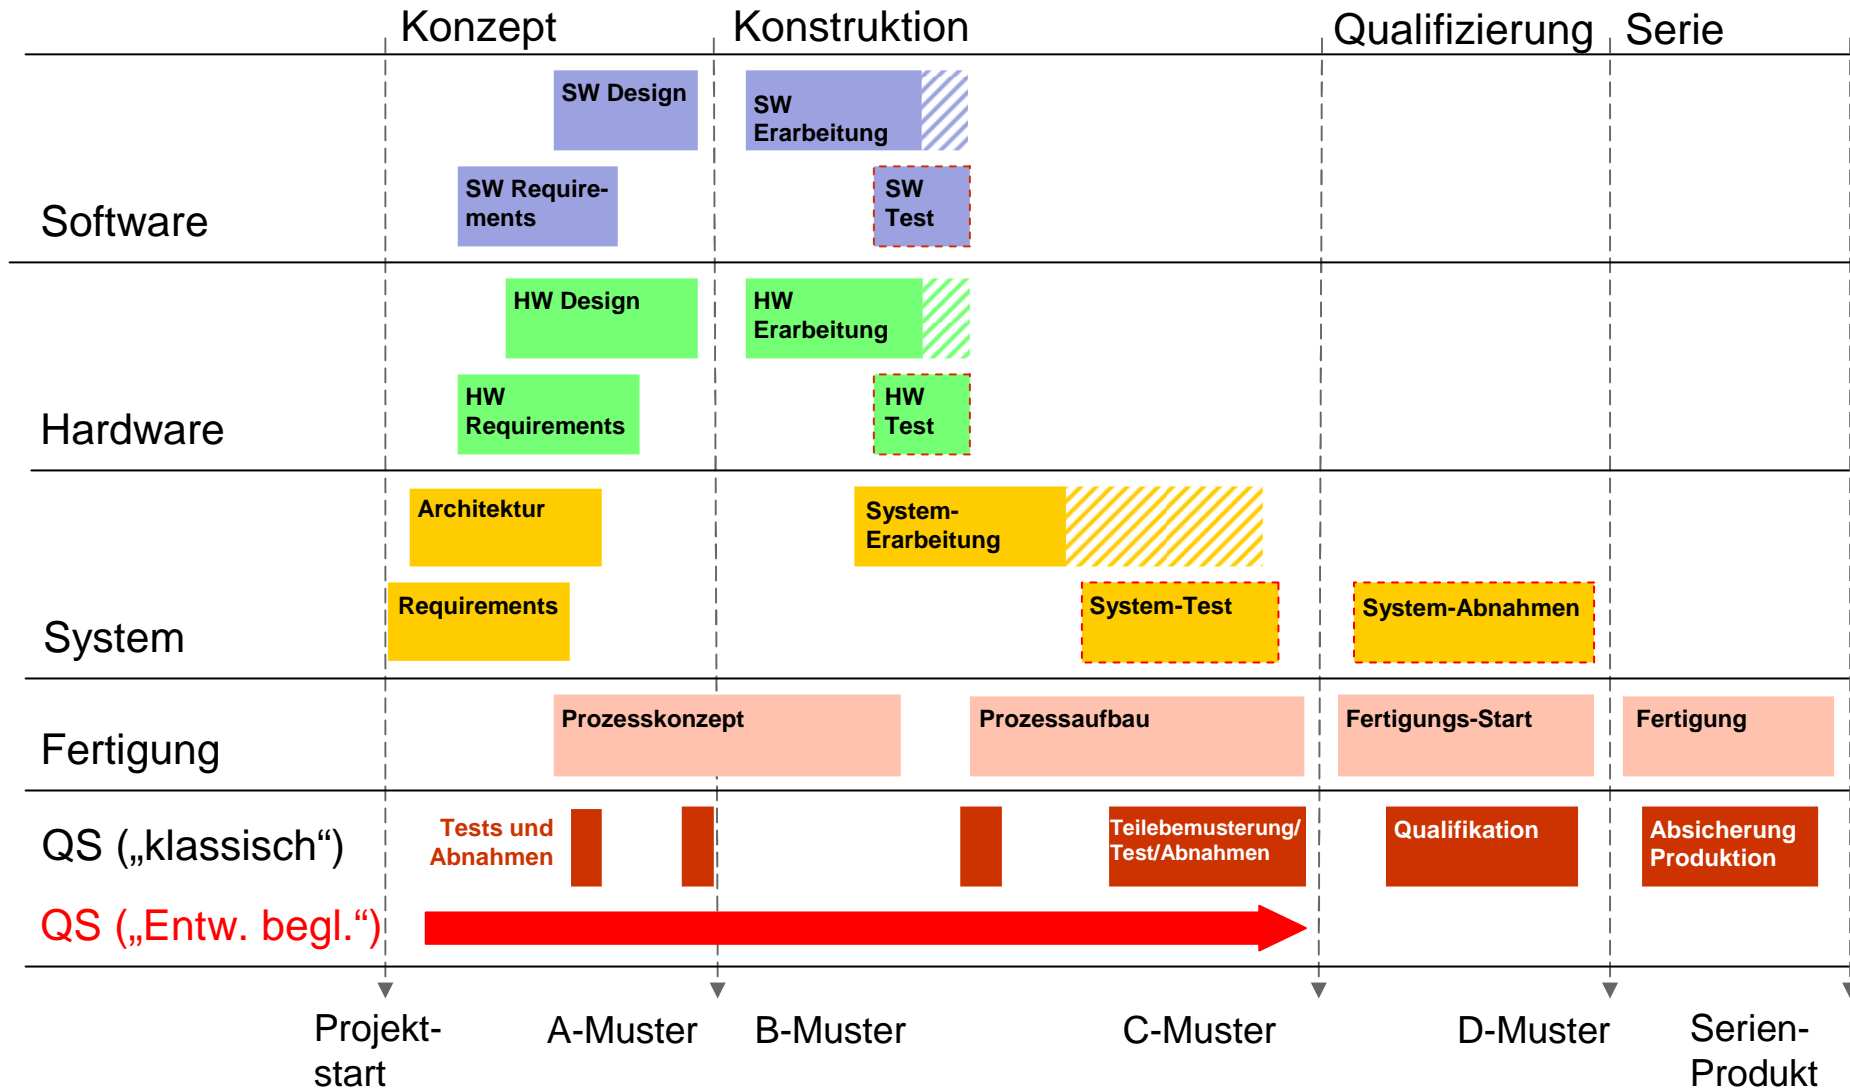 Konzept
Konstruktion
Qualifizierung
Serie
SW Design
SW
Erarbeitung
SW Require-
ments
SW
Test
Software
HW Design
HW
Erarbeitung
HW
Requirements
HW
Test
Hardware
Architektur
System-
Erarbeitung
Requirements
System-Test
System-Abnahmen
System
Prozesskonzept
Prozessaufbau
Fertigungs-Start
Fertigung
Fertigung
QS („klassisch“)
Tests und
Abnahmen
Teilebemusterung/
Test/Abnahmen
Qualifikation
Absicherung
Produktion
QS („Entw. begl.“)
Projekt-
start
A-Muster
B-Muster
C-Muster
D-Muster
Serien-
Produkt